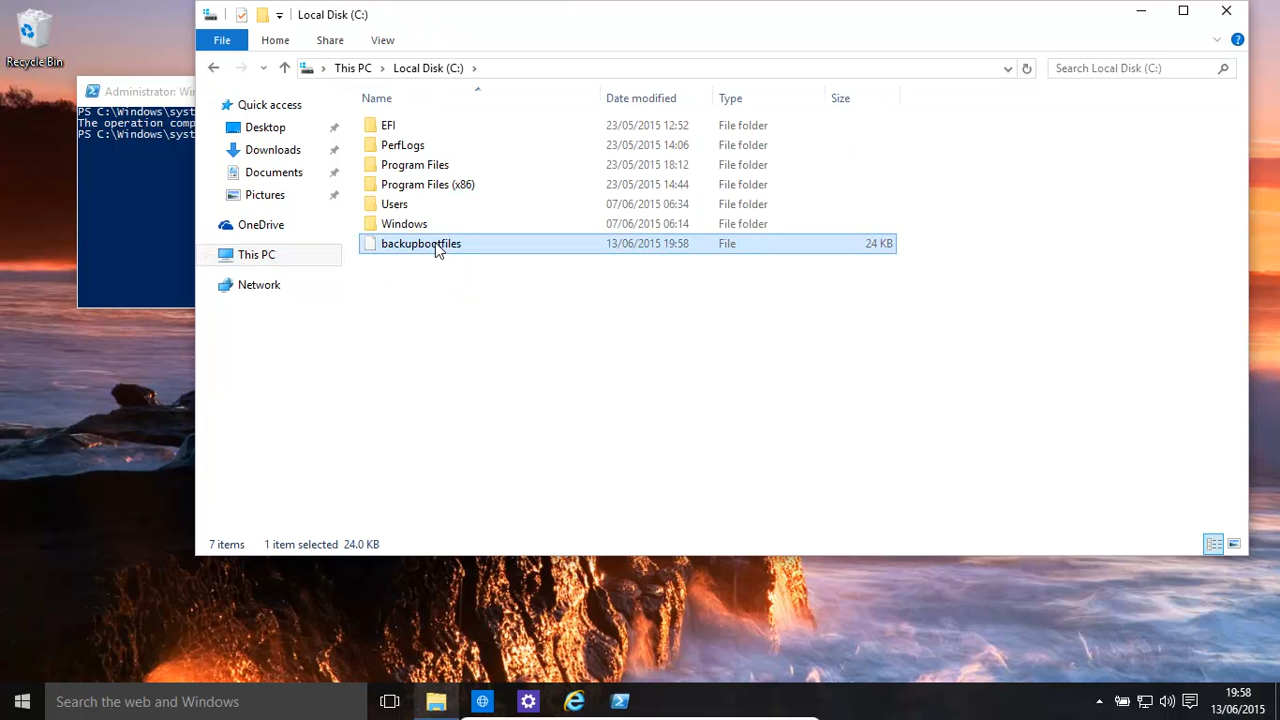 Recycle Bin
Administrator: Wi
PS C:\Windows\syst
The operation comp
PS C:\Windows\syst
Local Disk (C:)
File Home Share View
This PC Local Disk (C:)
Search Local Disk (C:)
Name Date modified Type Size
Quick access
Desktop
Downloads
Documents
Pictures
OneDrive
This PC
Network
EFI 23/05/2015 12:52 File folder
PerfLogs 23/05/2015 14:06 File folder
Program Files 23/05/2015 18:12 File folder
Program Files (x86) 23/05/2015 14:44 File folder
Users 07/06/2015 06:34 File folder
Windows 07/06/2015 06:14 File folder
backupbootfiles 13/06/2015 19:58 File 24 KB
7 items 1 item selected 24.0 KB
Search the web and Windows
19:58
13/06/2015